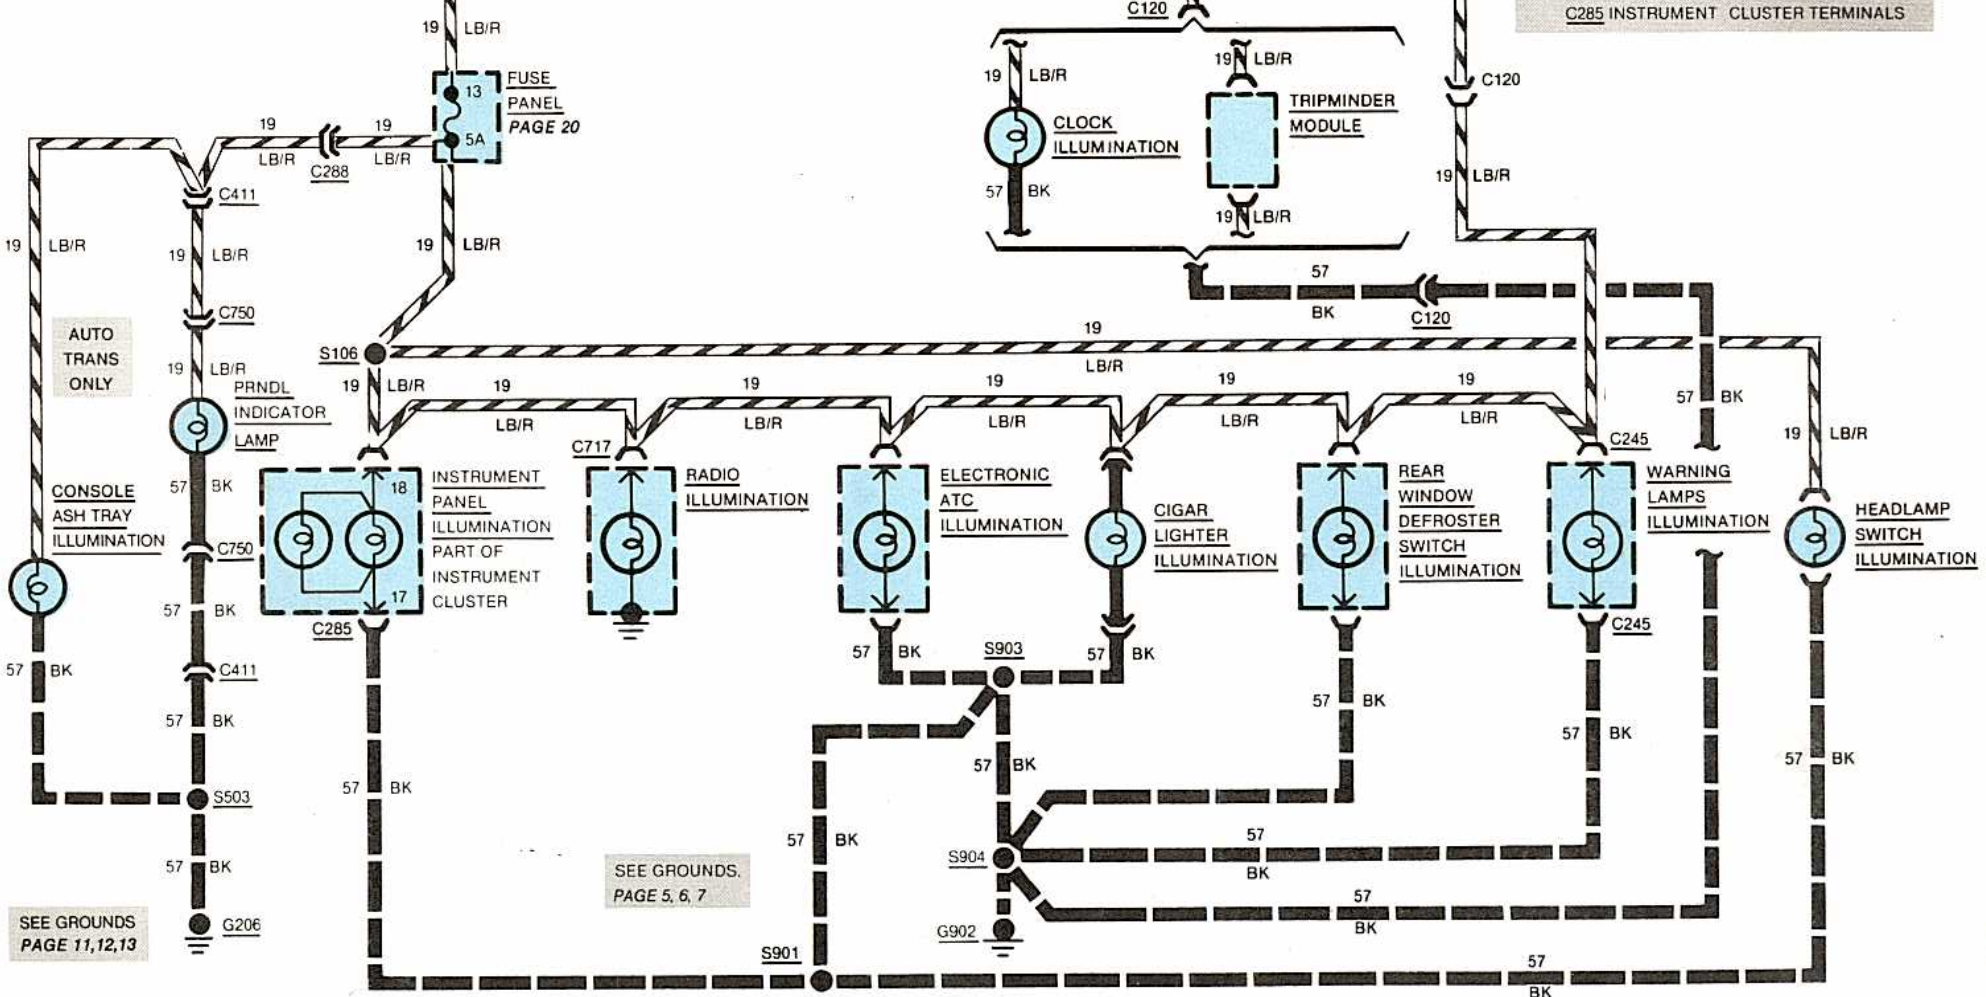 C120
C285 INSTRUMENT CLUSTER TERMINALS
19 LB/R
FUSE
PANEL
PAGE 20
13
5A
19
LB/R
C288
19
LB/R
C411
19 LB/R
19 LB/R
19 LB/R
C750
AUTO
TRANS
ONLY
19 LB/R
PRNDL
INDICATOR
LAMP
57 BK
C750
57 BK
C411
57 BK
S503
57 BK
G206
SEE GROUNDS
PAGE 11,12,13
CONSOLE
ASH TRAY
ILLUMINATION
57 BK
19 LB/R
CLOCK
ILLUMINATION
57 BK
19 LB/R
TRIPMINDER
MODULE
19 LB/R
57
BK
C120
C120
19 LB/R
S106
19
LB/R
19 LB/R
19
LB/R
19
LB/R
19
LB/R
19
LB/R
19
LB/R
18
17
INSTRUMENT
PANEL
ILLUMINATION
PART OF
INSTRUMENT
CLUSTER
C285
57 BK
C717
RADIO
ILLUMINATION
ELECTRONIC
ATC
ILLUMINATION
57 BK
S903
CIGAR
LIGHTER
ILLUMINATION
57 BK
REAR
WINDOW
DEFROSTER
SWITCH
ILLUMINATION
57 BK
C245
WARNING
LAMPS
ILLUMINATION
C245
57 BK
57 BK
19 LB/R
HEADLAMP
SWITCH
ILLUMINATION
57 BK
57 BK
57 BK
S904
57
BK
57
BK
G902
SEE GROUNDS.
PAGE 5, 6, 7
S901
57
BK